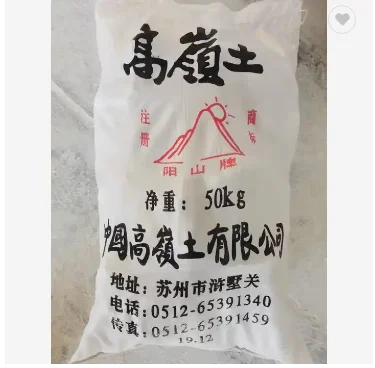 高嶺土
注册 商标
阳山牌
净重：50kg
中国高嶺土有限公司
地址：苏州市浒墅关
电话：0512-65391340
传真：0512-65391459
19.12